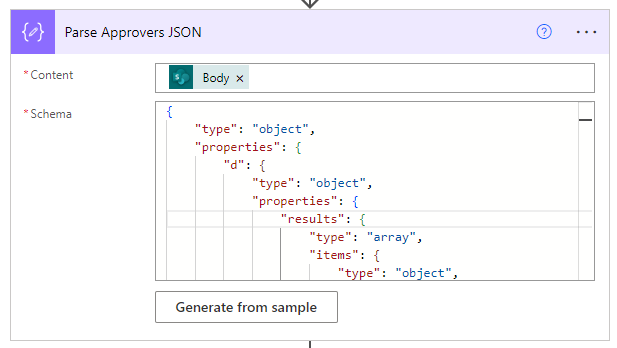 Parse Approvers JSON
?
...
*Content
Body ×
*Schema
{
"type": "object",
"properties": {
"d": {
"type": "object",
"properties": {
"results": {
"type": "array",
"items": {
"type": "object",
Generate from sample